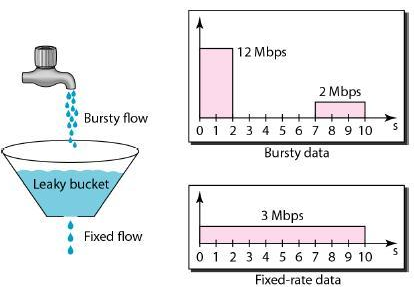 Bursty flow
Leaky bucket
Fixed flow
12 Mbps
2 Mbps
0 1 2 3 4 5 6 7 8 9 10 s
Bursty data
3 Mbps
0 1 2 3 4 5 6 7 8 9 10 s
Fixed-rate data